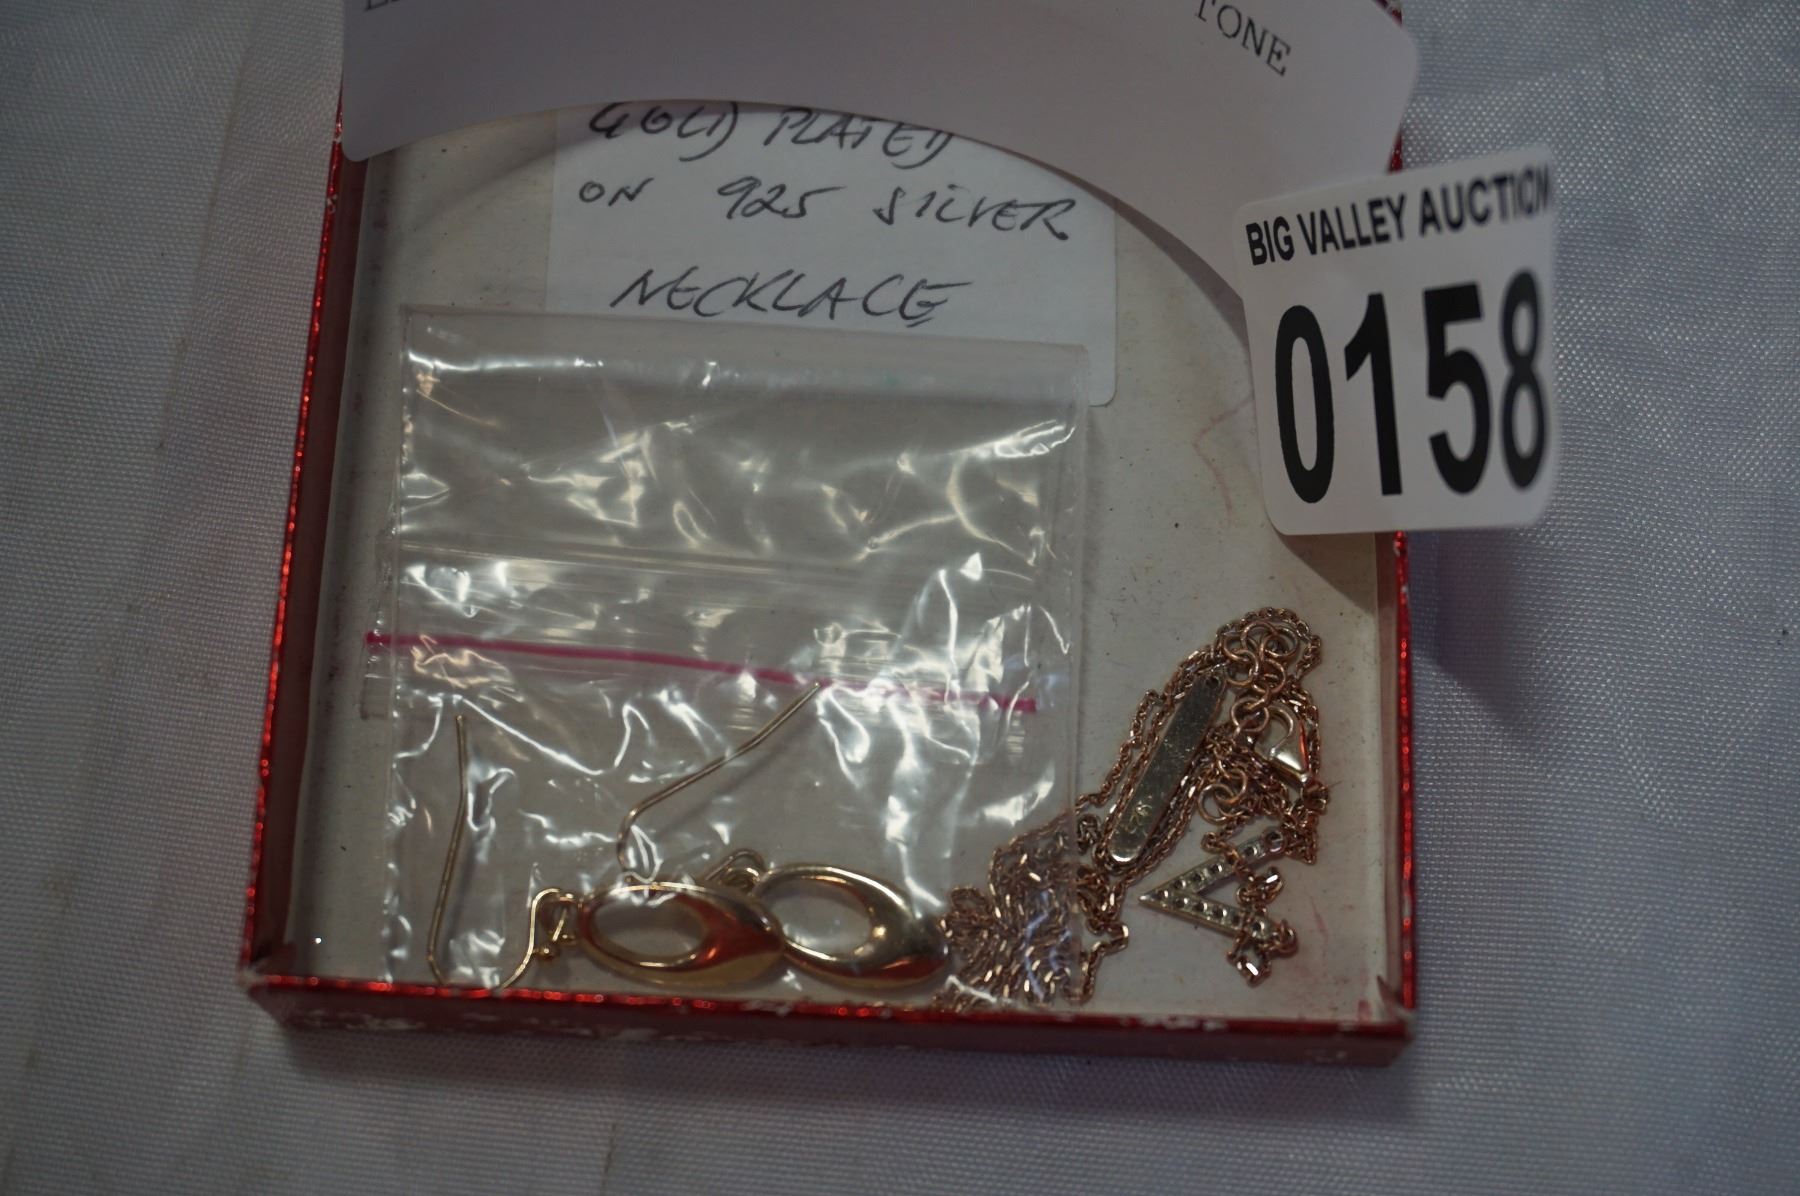 TONE
GOLD PLATED
ON 925 SILVER
NECKLACE
BIG VALLEY AUCTION
0158